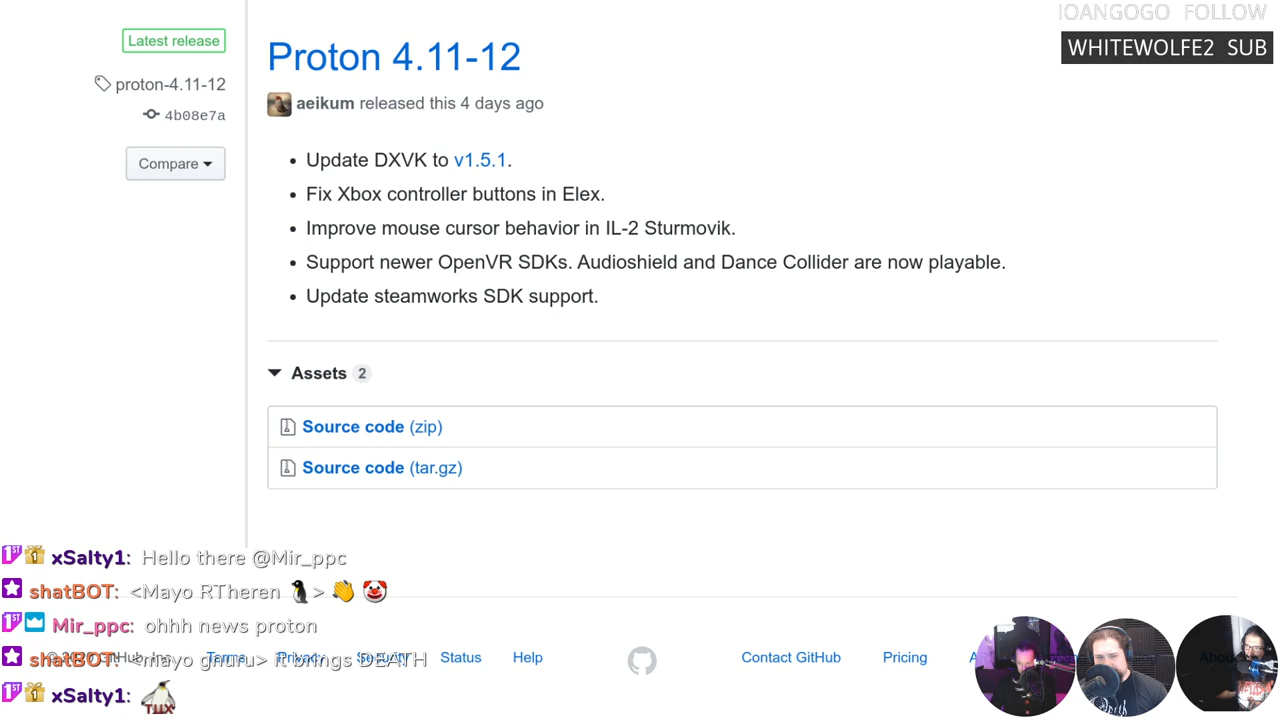 IOANGOGO FOLLOW
WHITEWOLFE2 SUB
Latest release
proton-4.11-12
4b08e7a
Compare
Proton 4.11-12
aeikum released this 4 days ago
Update DXVK to v1.5.1.
Fix Xbox controller buttons in Elex.
Improve mouse cursor behavior in IL-2 Sturmovik.
Support newer OpenVR SDKs. Audioshield and Dance Collider are now playable.
Update steamworks SDK support.
Assets 2
Source code (zip)
Source code (tar.gz)
xSalty1: Hello there @Mir_ppc
shatBOT: <Mayo RTheren 🐧> 👏 🤡
Mir_ppc: ohhh news proton
shatBOT: <mayo ghuru> it brings DEATH
Terms Privacy Status Help Contact GitHub Pricing
xSalty1:
TUX